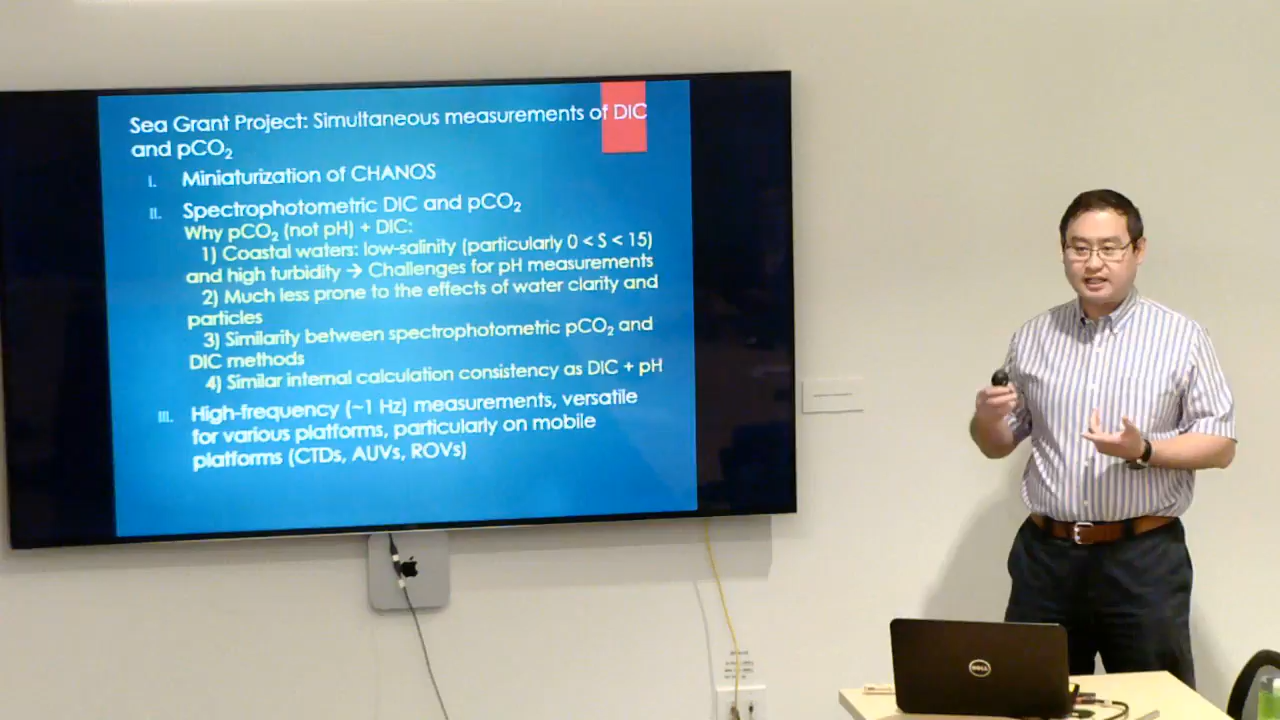 Sea Grant Project: Simultaneous measurements of DIC
and pCO₂
I. Miniaturization of CHANOS
II. Spectrophotometric DIC and pCO₂
Why pCO₂ (not pH) + DIC:
1) Coastal waters: low-salinity (particularly 0 < S < 15)
and high turbidity → Challenges for pH measurements
2) Much less prone to the effects of water clarity and
particles
3) Similarity between spectrophotometric pCO₂ and
DIC methods
4) Similar internal calculation consistency as DIC + pH
III. High-frequency (~1 Hz) measurements, versatile
for various platforms, particularly on mobile
platforms (CTDs, AUVs, ROVs)
DELL